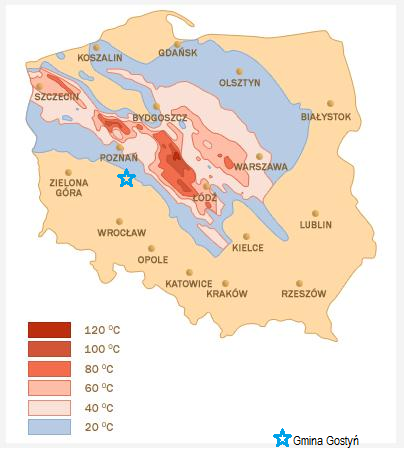 GDAŃSK
KOSZALIN
OLSZTYN
SZCZECIN
BYDGOSZCZ
BIAŁYSTOK
POZNAŃ
WARSZAWA
ZIELONA
GÓRA
ŁÓDŹ
LUBLIN
WROCŁAW
KIELCE
OPOLE
KATOWICE
KRAKÓW
RZESZÓW
120 °C
100 °C
80 °C
60 °C
40 °C
20 °C
Gmina Gostyń